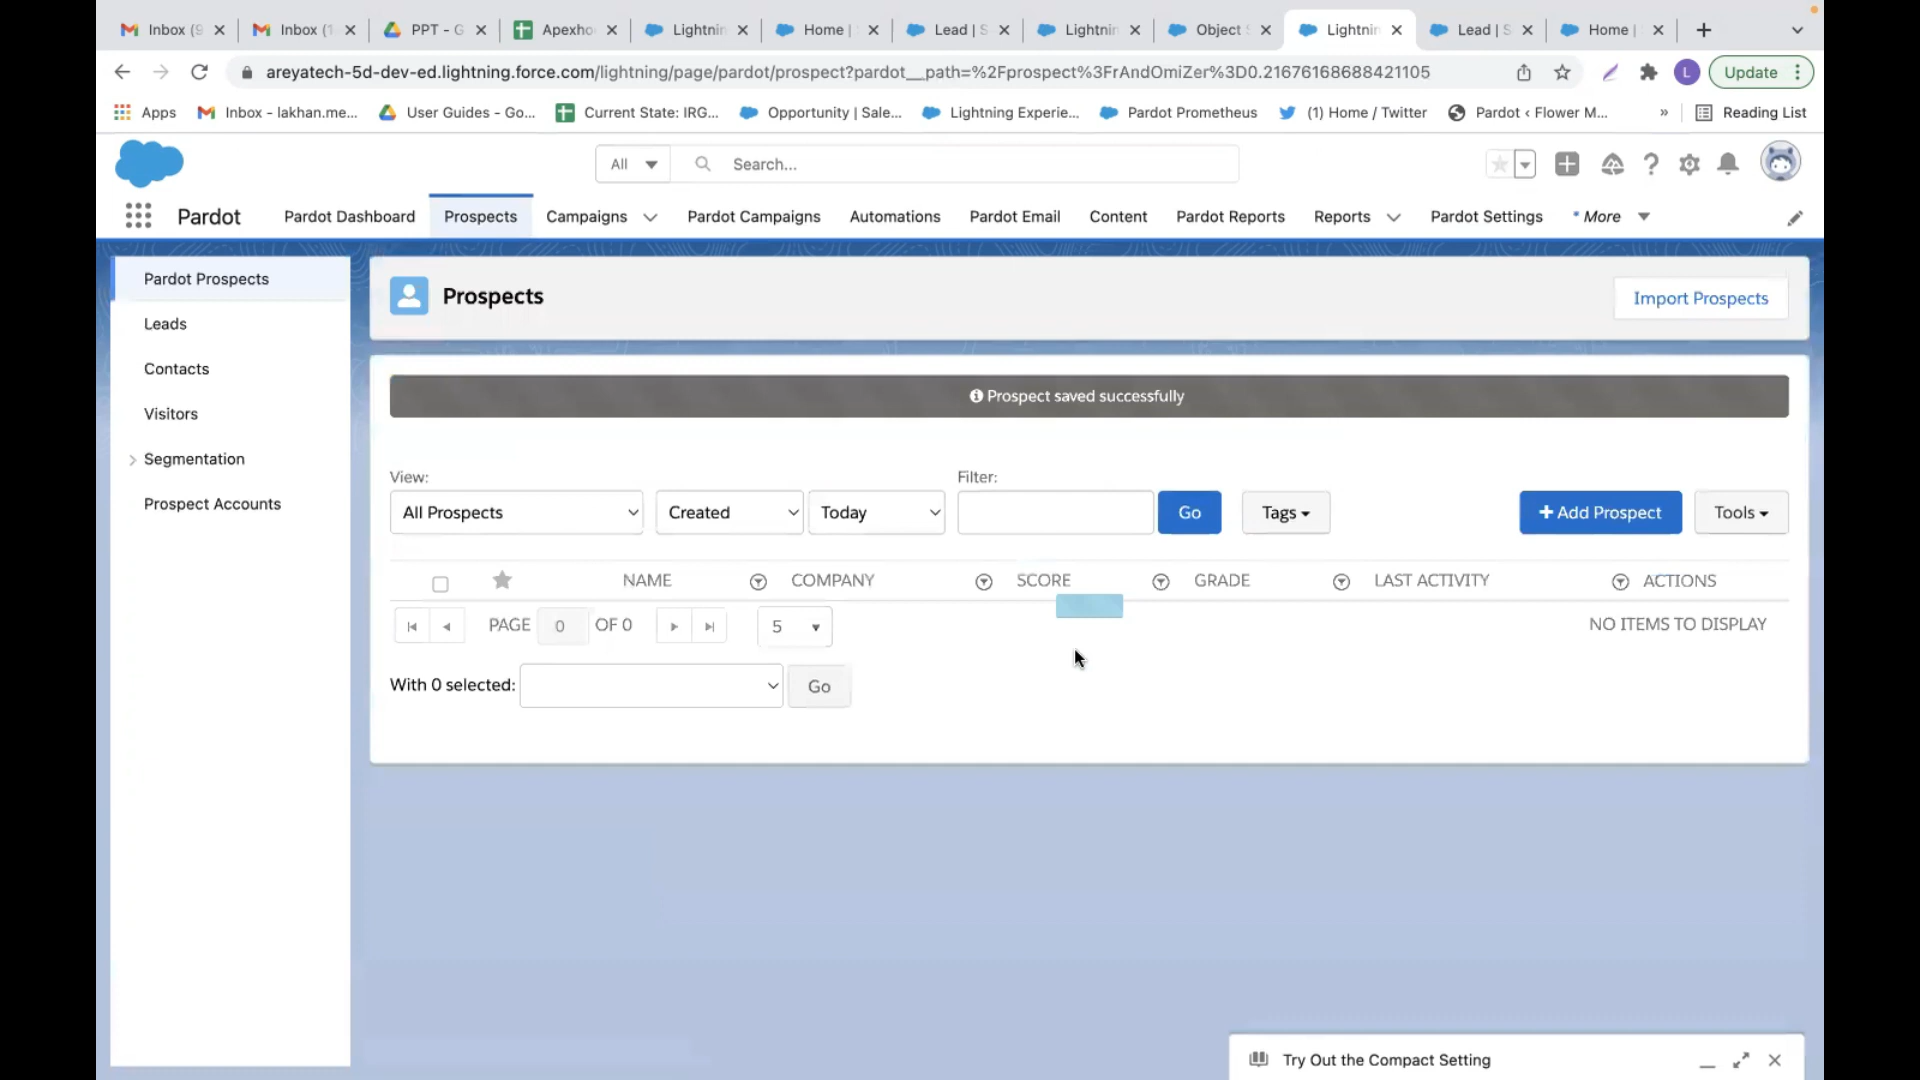 Inbox (9
Inbox (1
PPT - G
Apexho
Lightnin
Home |
Lead | S
Lightnin
Object
Lightnin
Lead | S
Home |
areyatech-5d-dev-ed.lightning.force.com/lightning/page/pardot/prospect?pardot__path=%2Fprospect%3FrAndOmiZer%3D0.21676168688421105
L
Update
Apps
Inbox - lakhan.me...
User Guides - Go...
Current State: IRG...
Opportunity | Sale...
Lightning Experie...
Pardot Prometheus
(1) Home / Twitter
Pardot ‹ Flower M...
»
Reading List
All
Search...
Pardot
Pardot Dashboard
Prospects
Campaigns
Pardot Campaigns
Automations
Pardot Email
Content
Pardot Reports
Reports
Pardot Settings
* More
Pardot Prospects
Leads
Contacts
Visitors
Segmentation
Prospect Accounts
Prospects
Import Prospects
Prospect saved successfully
View:
Filter:
All Prospects
Created
Today
Go
Tags
+ Add Prospect
Tools
NAME
COMPANY
SCORE
GRADE
LAST ACTIVITY
ACTIONS
PAGE 0 OF 0
5
NO ITEMS TO DISPLAY
With 0 selected:
Go
Try Out the Compact Setting